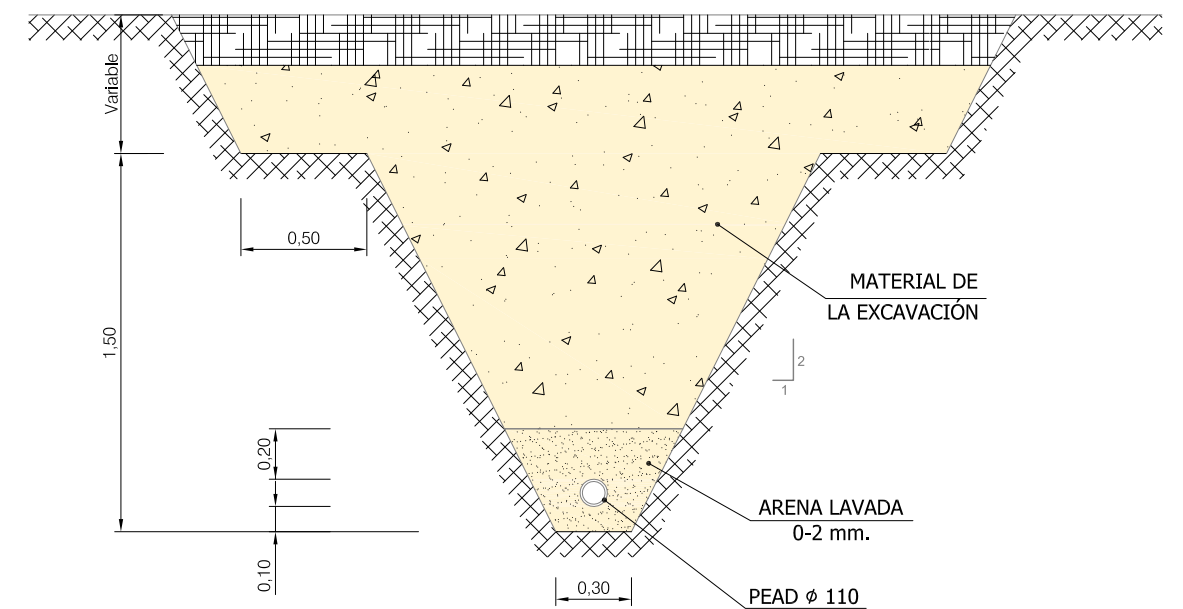 Variable
0,50
MATERIAL DE
LA EXCAVACIÓN
1,50
2
1
0,20
ARENA LAVADA
0-2 mm.
0,10
0,30
PEAD ϕ 110